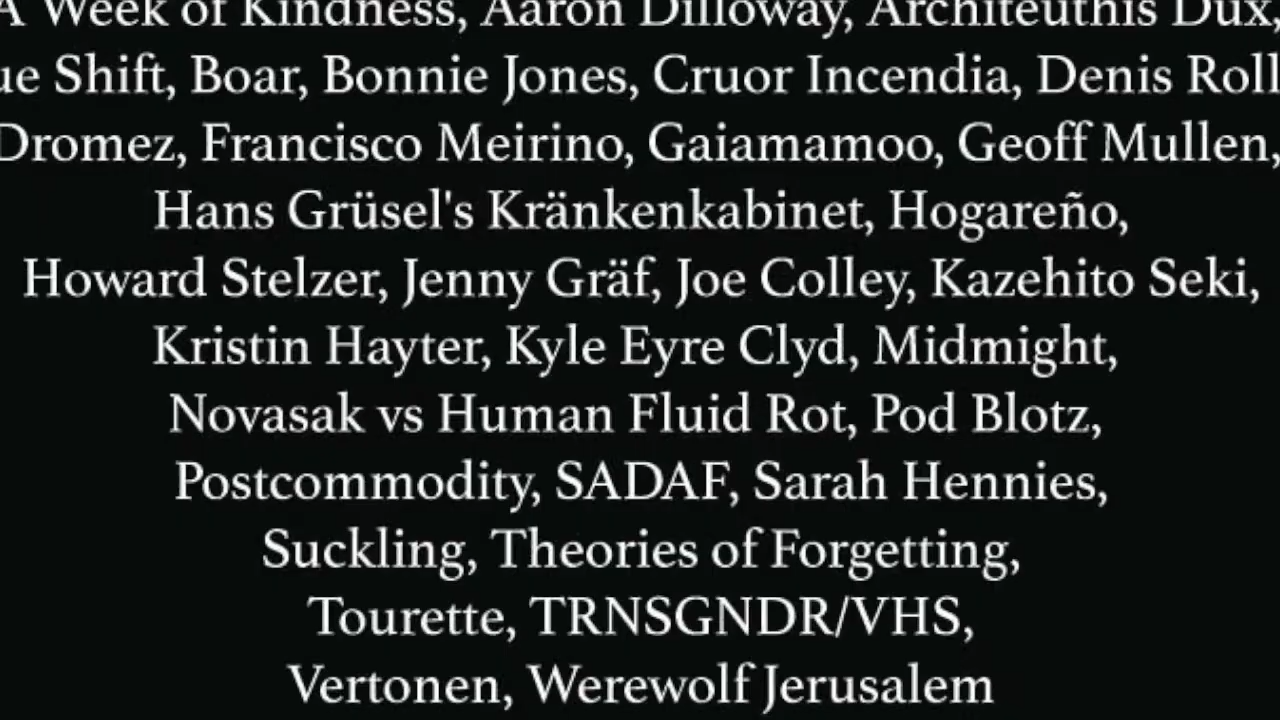 A Week of Kindness, Aaron Dilloway, Architeuthis Dux,
ue Shift, Boar, Bonnie Jones, Cruor Incendia, Denis Roll
Dromez, Francisco Meirino, Gaiamamoo, Geoff Mullen,
Hans Grüsel's Kränkenkabinet, Hogareño,
Howard Stelzer, Jenny Gräf, Joe Colley, Kazehito Seki,
Kristin Hayter, Kyle Eyre Clyd, Midmight,
Novasak vs Human Fluid Rot, Pod Blotz,
Postcommodity, SADAF, Sarah Hennies,
Suckling, Theories of Forgetting,
Tourette, TRNSGNDR/VHS,
Vertonen, Werewolf Jerusalem